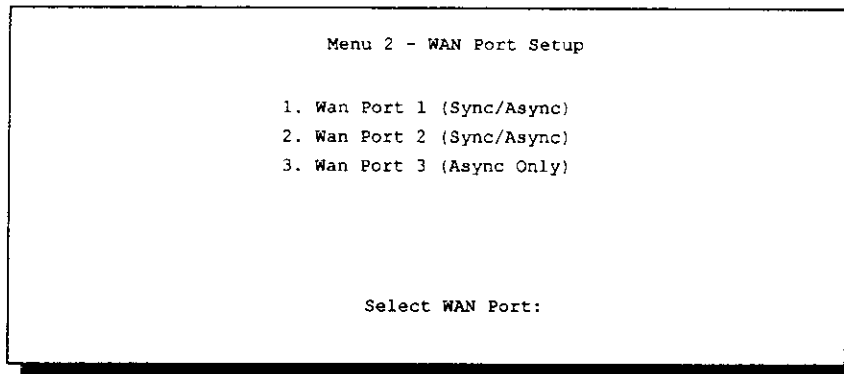 Menu 2 - WAN Port Setup
1. Wan Port 1 (Sync/Async)
2. Wan Port 2 (Sync/Async)
3. Wan Port 3 (Async Only)
Select WAN Port: